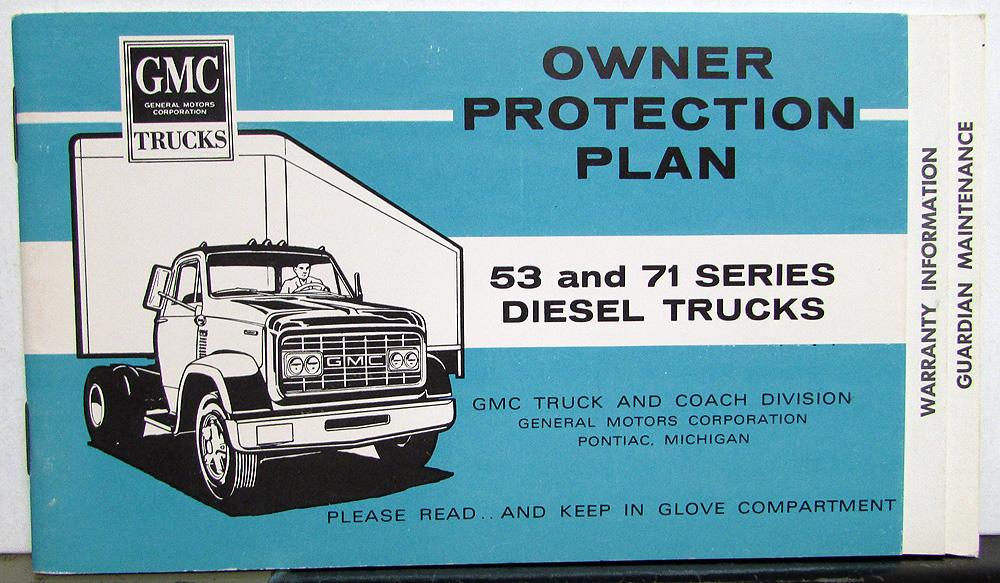 GMC
GENERAL MOTORS
CORPORATION
TRUCKS
OWNER
PROTECTION
PLAN
53 and 71 SERIES
DIESEL TRUCKS
GMC
GMC TRUCK AND COACH DIVISION
GENERAL MOTORS CORPORATION
PONTIAC, MICHIGAN
PLEASE READ.. AND KEEP IN GLOVE COMPARTMENT
WARRANTY INFORMATION
GUARDIAN MAINTENANCE